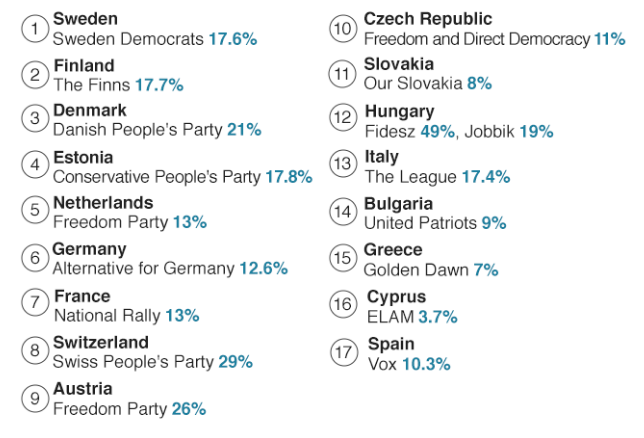 1 Sweden
Sweden Democrats 17.6%
2 Finland
The Finns 17.7%
3 Denmark
Danish People's Party 21%
4 Estonia
Conservative People's Party 17.8%
5 Netherlands
Freedom Party 13%
6 Germany
Alternative for Germany 12.6%
7 France
National Rally 13%
8 Switzerland
Swiss People's Party 29%
9 Austria
Freedom Party 26%
10 Czech Republic
Freedom and Direct Democracy 11%
11 Slovakia
Our Slovakia 8%
12 Hungary
Fidesz 49%, Jobbik 19%
13 Italy
The League 17.4%
14 Bulgaria
United Patriots 9%
15 Greece
Golden Dawn 7%
16 Cyprus
ELAM 3.7%
17 Spain
Vox 10.3%